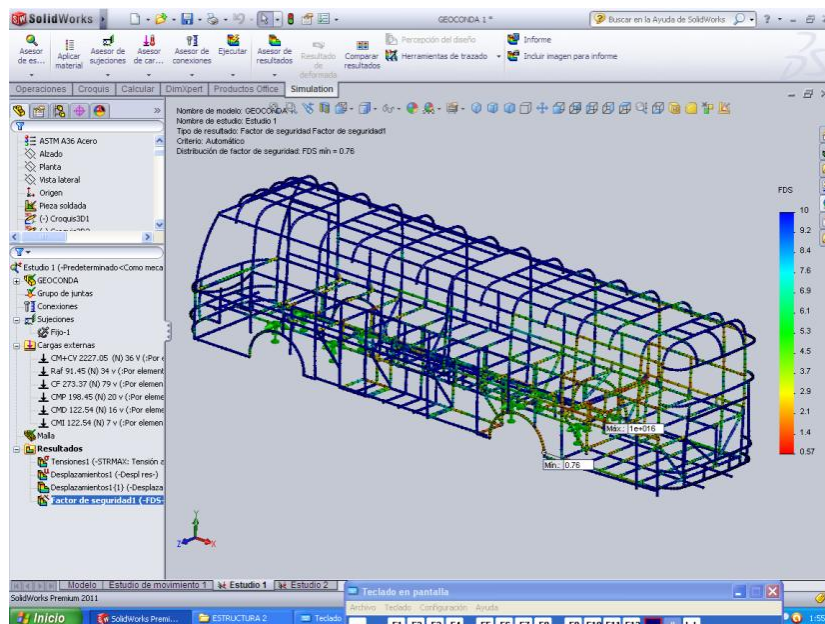 SolidWorks
GEOCONDA 1 *
Buscar en la Ayuda de SolidWorks
Asesor de es...
Aplicar material
Asesor de sujeciones
Asesor de car...
Asesor de conexiones
Ejecutar
Asesor de resultados
Resultado de deformada
Comparar resultados
Percepción del diseño
Herramientas de trazado
Informe
Incluir imagen para informe
Operaciones Croquis Calcular DimXpert Productos Office Simulation
Nombre de modelo: GEOCONDA
Nombre de estudio: Estudio 1
Tipo de resultado: Factor de seguridad Factor de seguridad1
Criterio: Automático
Distribución de factor de seguridad: FDS mín = 0.76
ASTM A36 Acero
Alzado
Planta
Vista lateral
Origen
Pieza soldada
(-) Croquis3D1
Estudio 1 (-Predeterminado<Como meca
GEOCONDA
Grupo de juntas
Conexiones
Sujeciones
Fijo-1
Cargas externas
CM+CV 2227.05 (N) 36 V (:Por e
Raf 91.45 (N) 34 v (:Por element
CF 273.37 (N) 79 v (:Por elemen
CMP 198.45 (N) 20 v (:Por eleme
CMD 122.54 (N) 16 v (:Por eleme
CMI 122.54 (N) 7 v (:Por elemen
Malla
Resultados
Tensiones1 (-STRMAX: Tensión a
Desplazamientos1 (-Despl res-)
Desplazamientos1{1} (-Desplaza
Factor de seguridad1 (-FDS-
FDS
10
9.2
8.4
7.6
6.9
6.1
5.3
4.5
3.7
2.9
2.1
1.4
0.57
Máx.: 1e+016
Mín.: 0.76
Y
Z
X
Modelo Estudio de movimiento 1 Estudio 1 Estudio 2
SolidWorks Premium 2011
Teclado en pantalla
Archivo Teclado Configuración Ayuda
Inicio
SolidWorks Premi...
ESTRUCTURA 2
Teclado
1:55